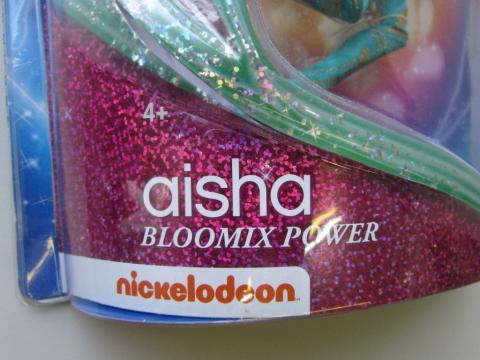 4+
aisha
BLOOMIX POWER
nickelodeon